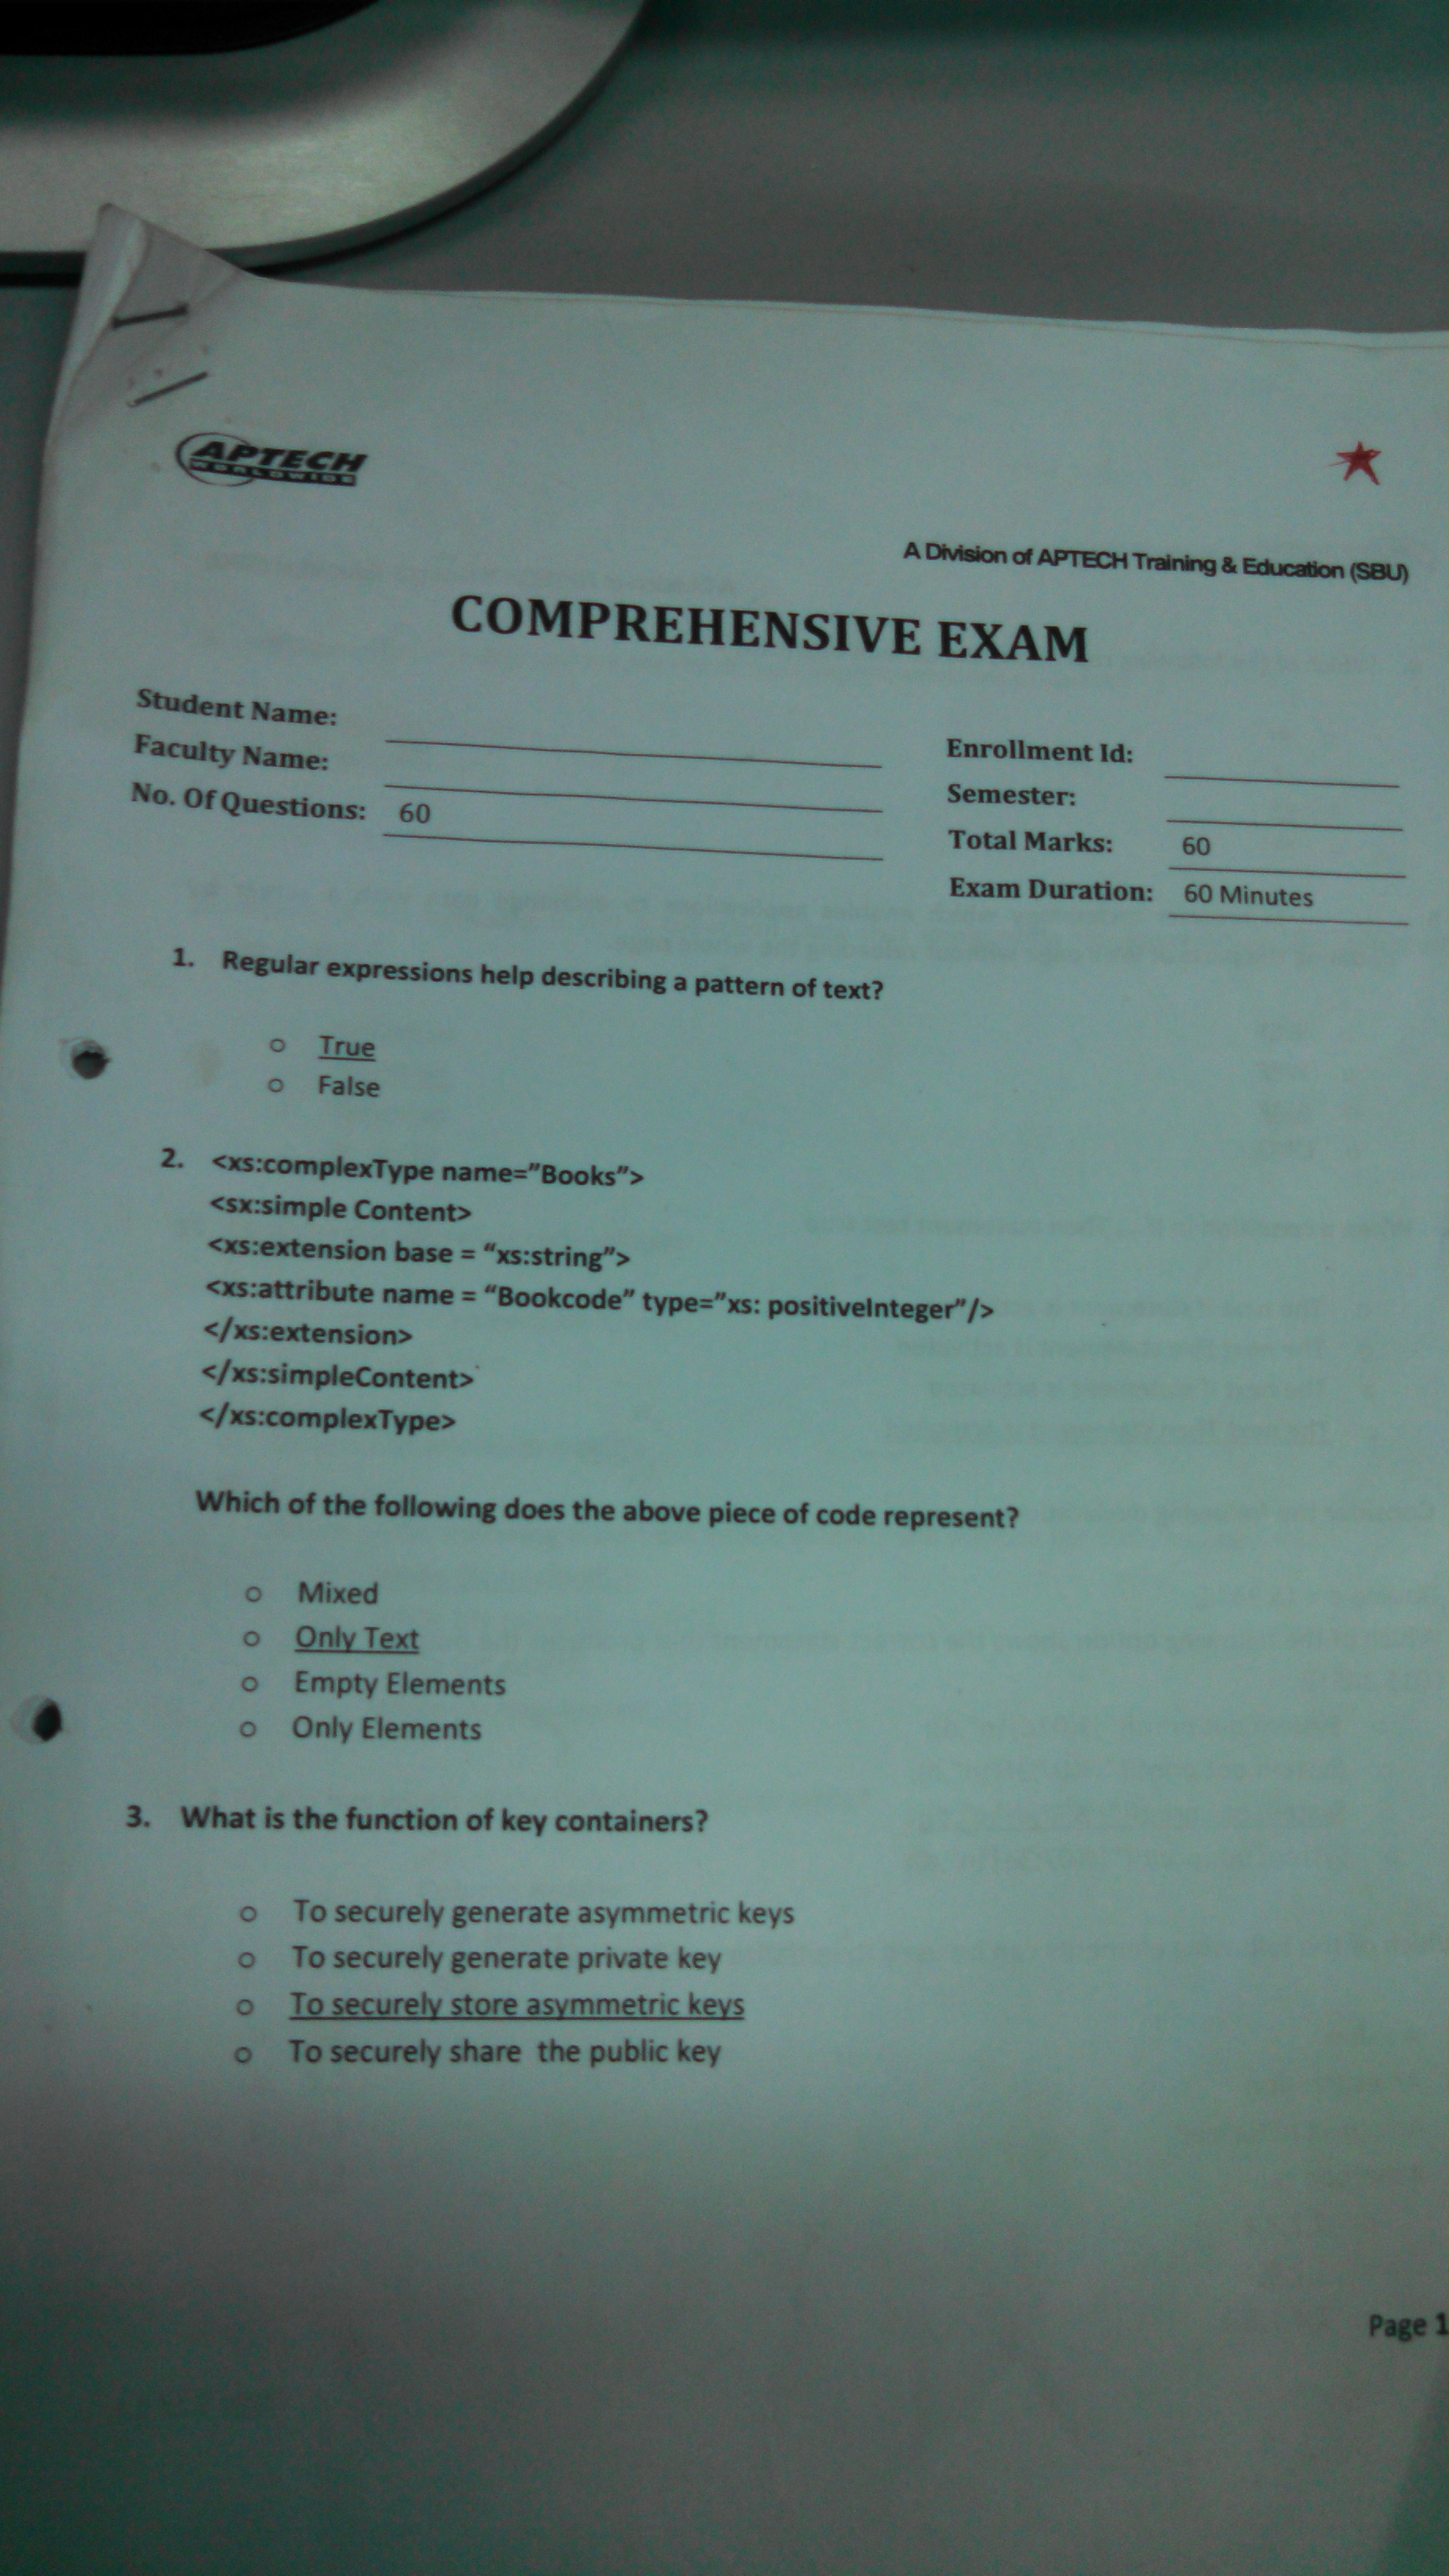 APTECH
WORLDWIDE
A Division of APTECH Training & Education (SBU)
COMPREHENSIVE EXAM
Student Name:
Faculty Name:
No. Of Questions: 60
Enrollment Id:
Semester:
Total Marks: 60
Exam Duration: 60 Minutes
1. Regular expressions help describing a pattern of text?
○ True
○ False
2. <xs:complexType name="Books">
<sx:simple Content>
<xs:extension base = "xs:string">
<xs:attribute name = "Bookcode" type="xs: positiveInteger"/>
</xs:extension>
</xs:simpleContent>
</xs:complexType>
Which of the following does the above piece of code represent?
○ Mixed
○ Only Text
○ Empty Elements
○ Only Elements
3. What is the function of key containers?
○ To securely generate asymmetric keys
○ To securely generate private key
○ To securely store asymmetric keys
○ To securely share the public key
Page 1